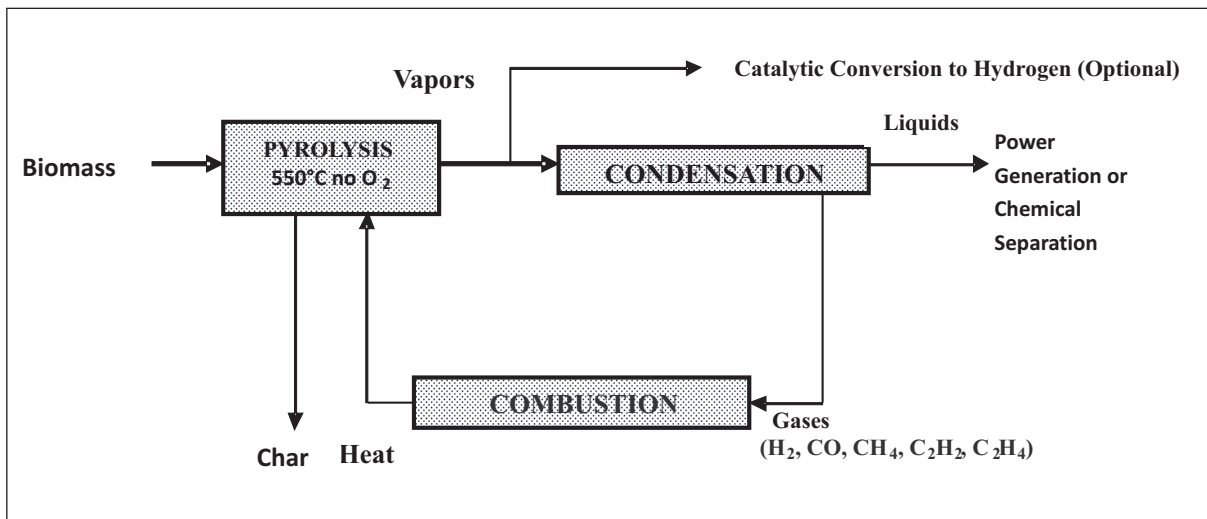 Catalytic Conversion to Hydrogen (Optional)
Vapors
Liquids
Biomass
PYROLYSIS
550°C no O₂
CONDENSATION
Power
Generation or
Chemical
Separation
COMBUSTION
Gases
(H₂, CO, CH₄, C₂H₂, C₂H₄)
Char
Heat